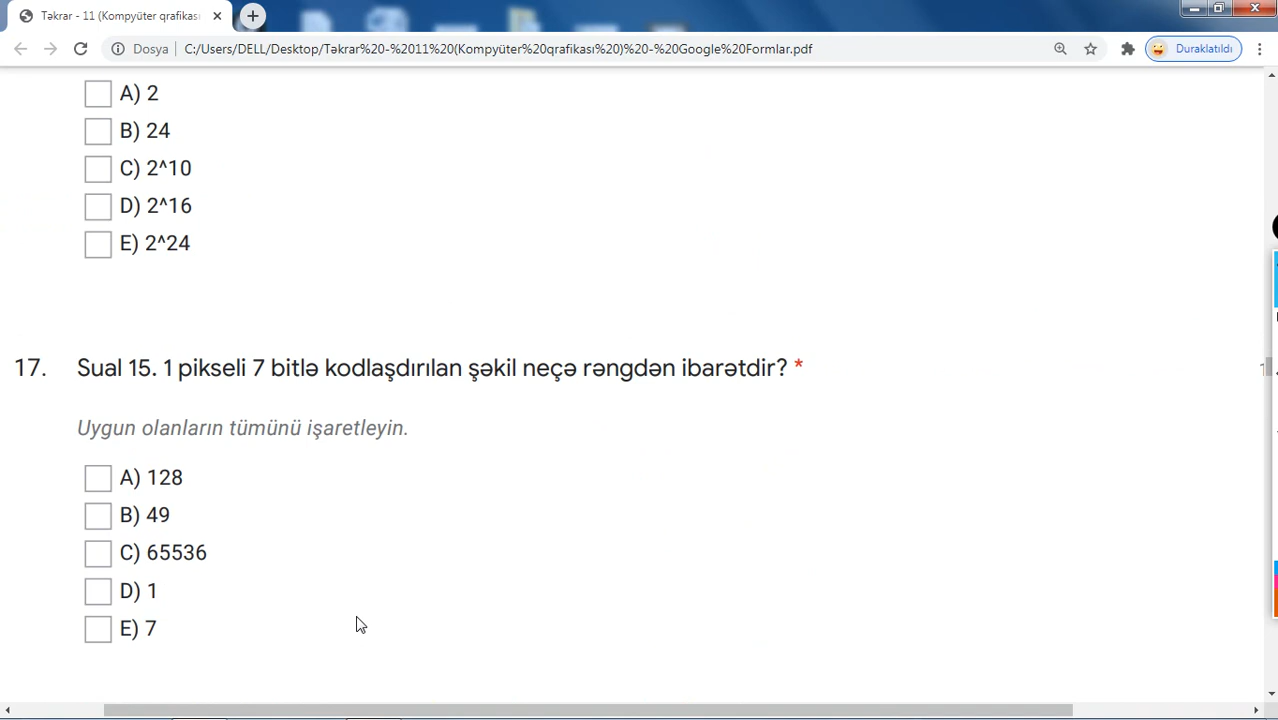 Təkrar - 11 (Kompyüter qrafikası
Dosya
C:/Users/DELL/Desktop/Təkrar%20-%2011%20(Kompyüter%20qrafikası%20)%20-%20Google%20Formlar.pdf
Duraklatıldı
A) 2
B) 24
C) 2^10
D) 2^16
E) 2^24
17. Sual 15. 1 pikseli 7 bitlə kodlaşdırılan şəkil neçə rəngdən ibarətdir? *
Uygun olanların tümünü işaretleyin.
A) 128
B) 49
C) 65536
D) 1
E) 7